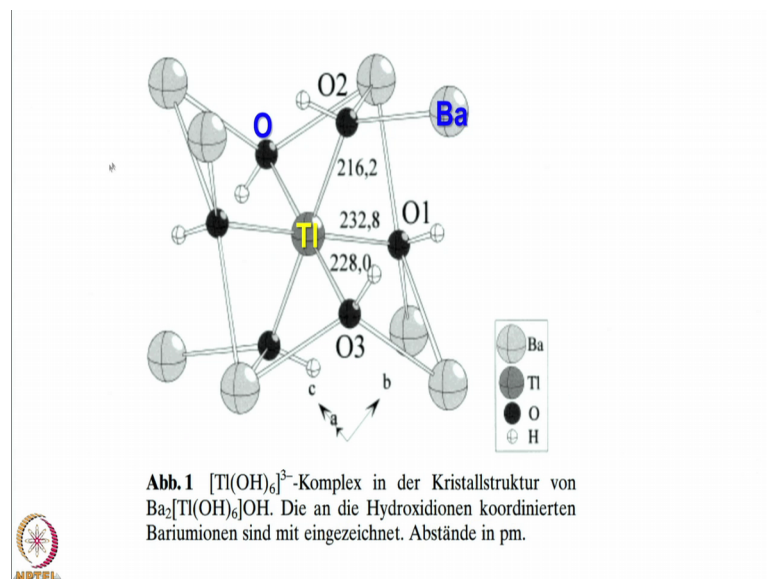 O2
O
Ba
216,2
232,8
O1
Tl
228,0
O3
c
b
a
Ba
Tl
O
H
Abb. 1 [Tl(OH)₆]³⁻-Komplex in der Kristallstruktur von
Ba₂[Tl(OH)₆]OH. Die an die Hydroxidionen koordinierten
Bariumionen sind mit eingezeichnet. Abstände in pm.
NPTEL